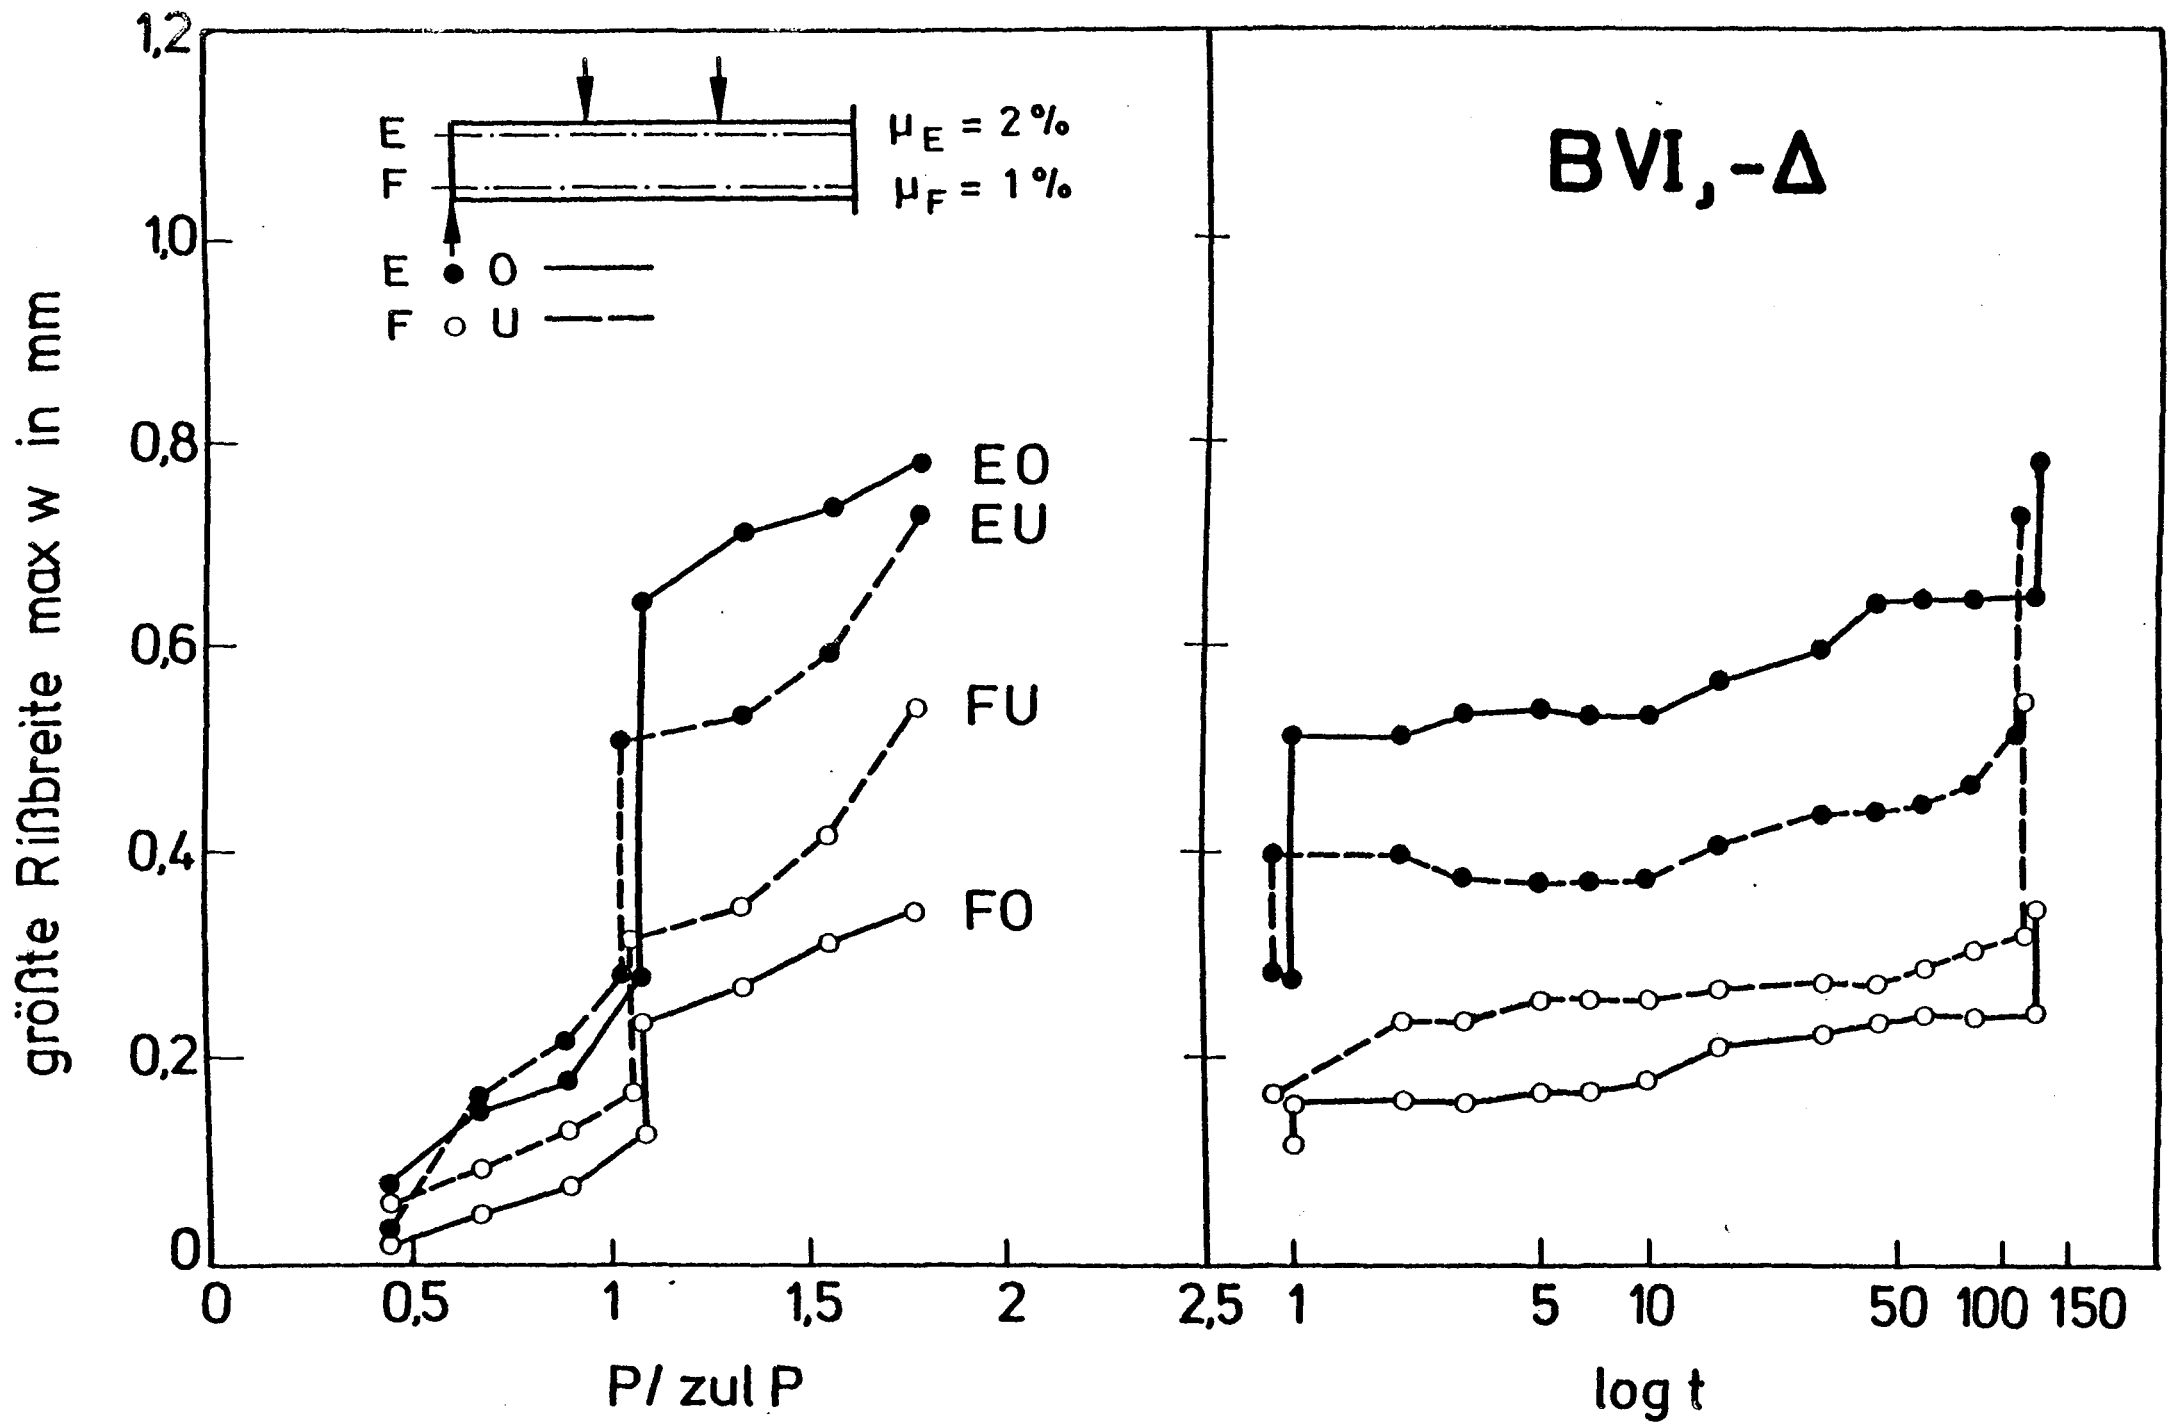 größte Rißbreite max w in mm
1,2
1,0
0,8
0,6
0,4
0,2
0
E μE = 2%
F μF = 1%
E ● O
F ○ U
BVI,-Δ
EO
EU
FU
FO
0 0,5 1 1,5 2 2,5 1 5 10 50 100 150
P/zul P log t